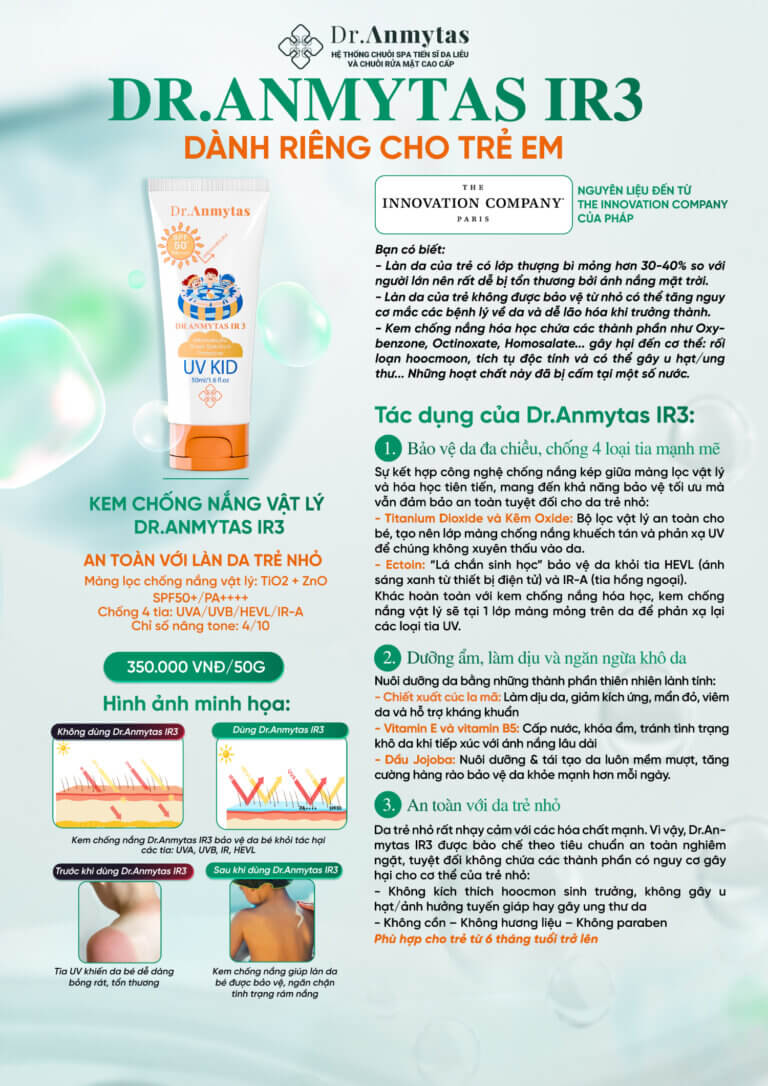 Dr.Anmytas
HỆ THỐNG CHUỖI SPA TIẾN SĨ DA LIỄU
VÀ CHUỖI RỬA MẶT CAO CẤP
DR.ANMYTAS IR3
DÀNH RIÊNG CHO TRẺ EM
Dr.Anmytas
SPF
50+
DR.ANMYTAS IR 3
UV KID
50ml/1.6 fl.oz
KEM CHỐNG NẮNG VẬT LÝ
DR.ANMYTAS IR3
AN TOÀN VỚI LÀN DA TRẺ NHỎ
Màng lọc chống nắng vật lý: TiO2 + ZnO
SPF50+/PA++++
Chống 4 tia: UVA/UVB/HEVL/IR-A
Chỉ số nâng tone: 4/10
350.000 VNĐ/50G
Hình ảnh minh họa:
Không dùng Dr.Anmytas IR3
Dùng Dr.Anmytas IR3
PA++++
Kem chống nắng Dr.Anmytas IR3 bảo vệ da bé khỏi tác hại
các tia: UVA, UVB, IR, HEVL
Trước khi dùng Dr.Anmytas IR3
Sau khi dùng Dr.Anmytas IR3
Tia UV khiến da bé dễ dàng
bỏng rát, tổn thương
Kem chống nắng giúp làn da
bé được bảo vệ, ngăn chặn
tình trạng rám nắng
THE
INNOVATION COMPANY
PARIS
NGUYÊN LIỆU ĐẾN TỪ
THE INNOVATION COMPANY
CỦA PHÁP
Bạn có biết:
- Làn da của trẻ có lớp thượng bì mỏng hơn 30-40% so với
người lớn nên rất dễ bị tổn thương bởi ánh nắng mặt trời.
- Làn da của trẻ không được bảo vệ từ nhỏ có thể tăng nguy
cơ mắc các bệnh lý về da và dễ lão hóa khi trưởng thành.
- Kem chống nắng hóa học chứa các thành phần như Oxy-
benzone, Octinoxate, Homosalate... gây hại đến cơ thể: rối
loạn hoocmoon, tích tụ độc tính và có thể gây u hạt/ung
thư... Những hoạt chất này đã bị cấm tại một số nước.
Tác dụng của Dr.Anmytas IR3:
1. Bảo vệ da đa chiều, chống 4 loại tia mạnh mẽ
Sự kết hợp công nghệ chống nắng kép giữa màng lọc vật lý
và hóa học tiên tiến, mang đến khả năng bảo vệ tối ưu mà
vẫn đảm bảo an toàn tuyệt đối cho da trẻ nhỏ:
- Titanium Dioxide và Kẽm Oxide: Bộ lọc vật lý an toàn cho
bé, tạo nên lớp màng chống nắng khuếch tán và phản xạ UV
để chúng không xuyên thấu vào da.
- Ectoin: “Lá chắn sinh học” bảo vệ da khỏi tia HEVL (ánh
sáng xanh từ thiết bị điện tử) và IR-A (tia hồng ngoại).
Khác hoàn toàn với kem chống nắng hóa học, kem chống
nắng vật lý sẽ tại 1 lớp màng mỏng trên da để phản xạ lại
các loại tia UV.
2. Dưỡng ẩm, làm dịu và ngăn ngừa khô da
Nuôi dưỡng da bằng những thành phần thiên nhiên lành tính:
- Chiết xuất cúc la mã: Làm dịu da, giảm kích ứng, mẩn đỏ, viêm
da và hỗ trợ kháng khuẩn
- Vitamin E và vitamin B5: Cấp nước, khóa ẩm, tránh tình trạng
khô da khi tiếp xúc với ánh nắng lâu dài
- Dầu Jojoba: Nuôi dưỡng & tái tạo da luôn mềm mượt, tăng
cường hàng rào bảo vệ da khỏe mạnh hơn mỗi ngày.
3. An toàn với da trẻ nhỏ
Da trẻ nhỏ rất nhạy cảm với các hóa chất mạnh. Vì vậy, Dr.An-
mytas IR3 được bào chế theo tiêu chuẩn an toàn nghiêm
ngặt, tuyệt đối không chứa các thành phần có nguy cơ gây
hại cho cơ thể của trẻ nhỏ:
- Không kích thích hoocmon sinh trưởng, không gây u
hạt/ảnh hưởng tuyến giáp hay gây ung thư da
- Không cồn – Không hương liệu – Không paraben
Phù hợp cho trẻ từ 6 tháng tuổi trở lên